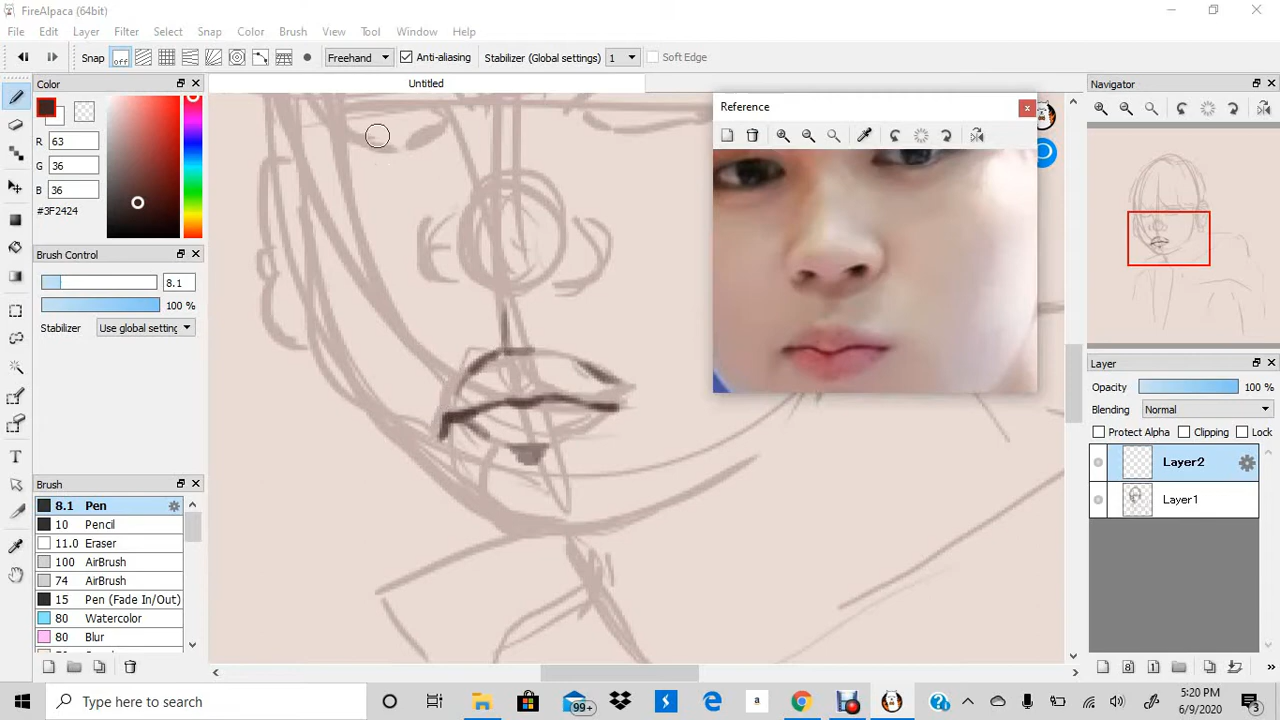 FireAlpaca (64bit)
File Edit Layer Filter Select Snap Color Brush View Tool Window Help
Snap off Freehand Anti-aliasing Stabilizer (Global settings) 1 Soft Edge
Color
Untitled
Reference
Navigator
R 63
G 36
B 36
#3F2424
Brush Control
8.1
100 %
Stabilizer Use global setting
Layer
Opacity 100 %
Blending Normal
Protect Alpha Clipping Lock
Layer2
Layer1
Brush
8.1 Pen
10 Pencil
11.0 Eraser
100 AirBrush
74 AirBrush
15 Pen (Fade In/Out)
80 Watercolor
80 Blur
T
8 1
Type here to search
99+
a
5:20 PM
6/9/2020
3